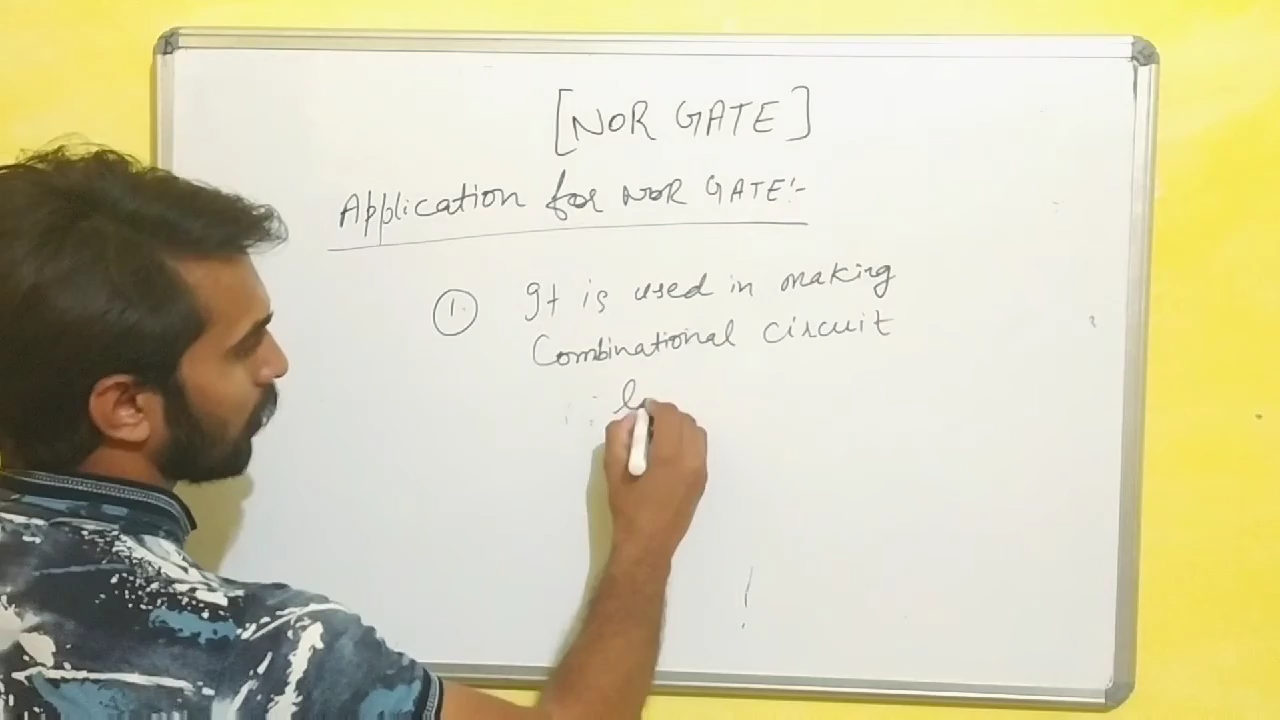 [NOR GATE]
Application for NOR GATE:-
1. It is used in making
Combinational circuit